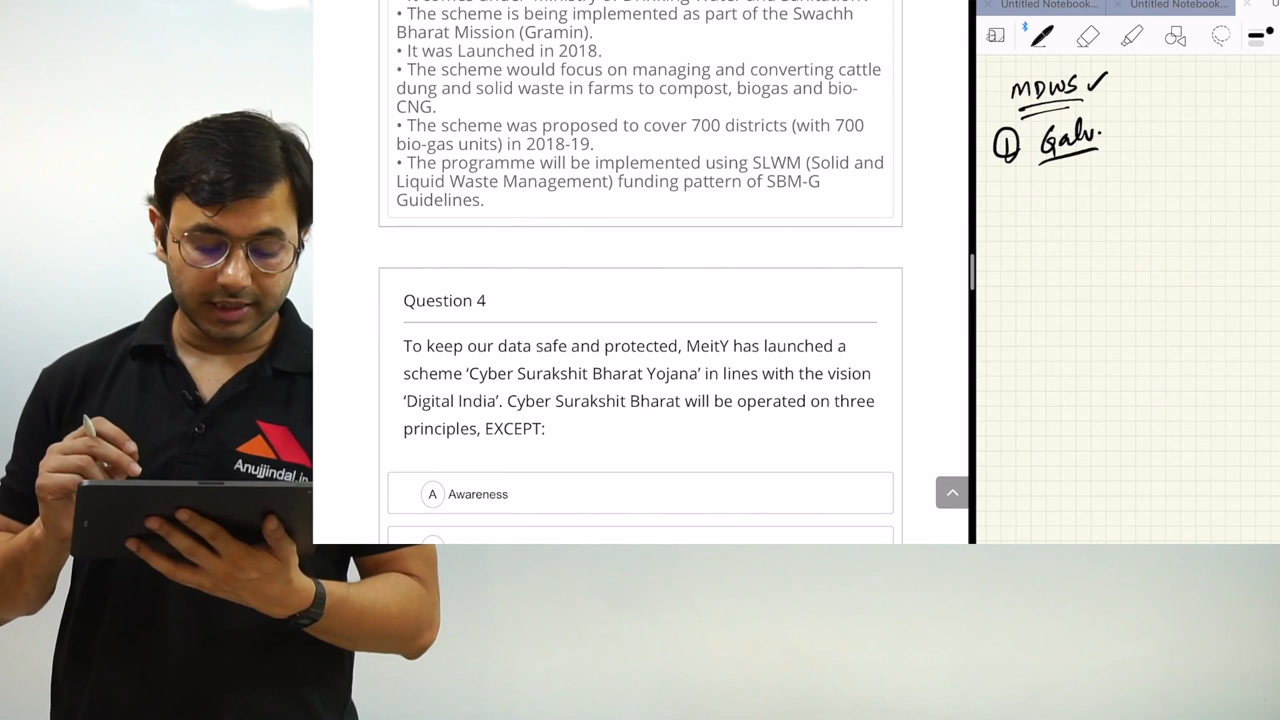 • The scheme is being implemented as part of the Swachh
Bharat Mission (Gramin).
• It was Launched in 2018.
• The scheme would focus on managing and converting cattle
dung and solid waste in farms to compost, biogas and bio-
CNG.
• The scheme was proposed to cover 700 districts (with 700
bio-gas units) in 2018-19.
• The programme will be implemented using SLWM (Solid and
Liquid Waste Management) funding pattern of SBM-G
Guidelines.
Question 4
To keep our data safe and protected, MeitY has launched a
scheme ‘Cyber Surakshit Bharat Yojana’ in lines with the vision
‘Digital India’. Cyber Surakshit Bharat will be operated on three
principles, EXCEPT:
A Awareness
Untitled Notebook...
Untitled Notebook...
MDWS ✓
① Galv.
Anujjindal.in